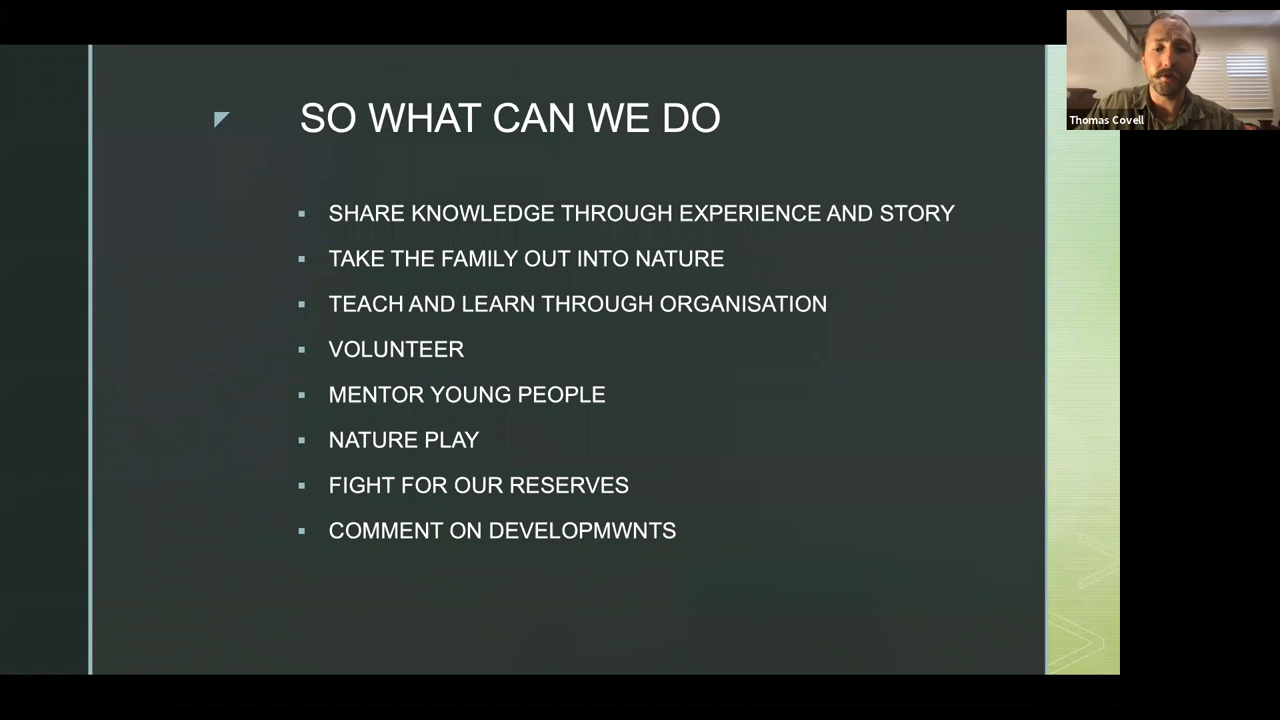 SO WHAT CAN WE DO
SHARE KNOWLEDGE THROUGH EXPERIENCE AND STORY
TAKE THE FAMILY OUT INTO NATURE
TEACH AND LEARN THROUGH ORGANISATION
VOLUNTEER
MENTOR YOUNG PEOPLE
NATURE PLAY
FIGHT FOR OUR RESERVES
COMMENT ON DEVELOPMWNTS
Thomas Covell